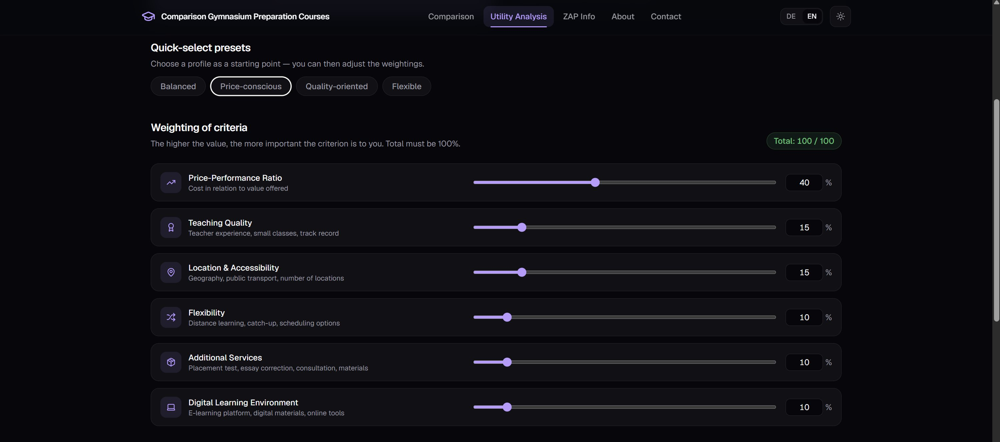 Comparison Gymnasium Preparation Courses
Comparison
Utility Analysis
ZAP Info
About
Contact
DE
EN
Quick-select presets
Choose a profile as a starting point — you can then adjust the weightings.
Balanced
Price-conscious
Quality-oriented
Flexible
Weighting of criteria
The higher the value, the more important the criterion is to you. Total must be 100%.
Total: 100 / 100
Price-Performance Ratio
Cost in relation to value offered
40 %
Teaching Quality
Teacher experience, small classes, track record
15 %
Location & Accessibility
Geography, public transport, number of locations
15 %
Flexibility
Distance learning, catch-up, scheduling options
10 %
Additional Services
Placement test, essay correction, consultation, materials
10 %
Digital Learning Environment
E-learning platform, digital materials, online tools
10 %